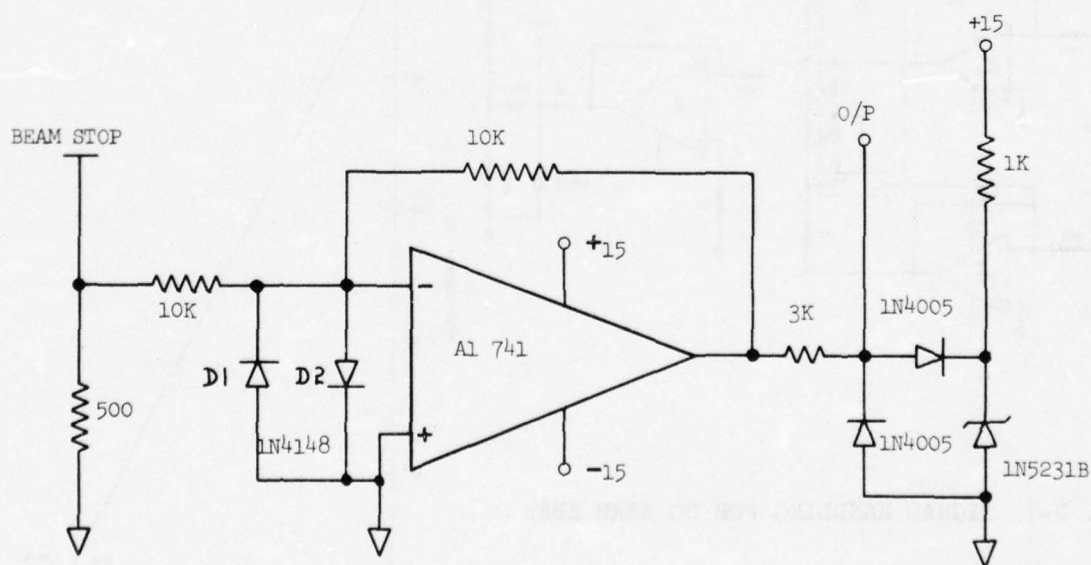 +15
BEAM STOP
10K
O/P
1K
+15
-
10K
A1 741
3K
1N4005
D1
D2
500
1N4148
+
1N4005
-15
1N5231B